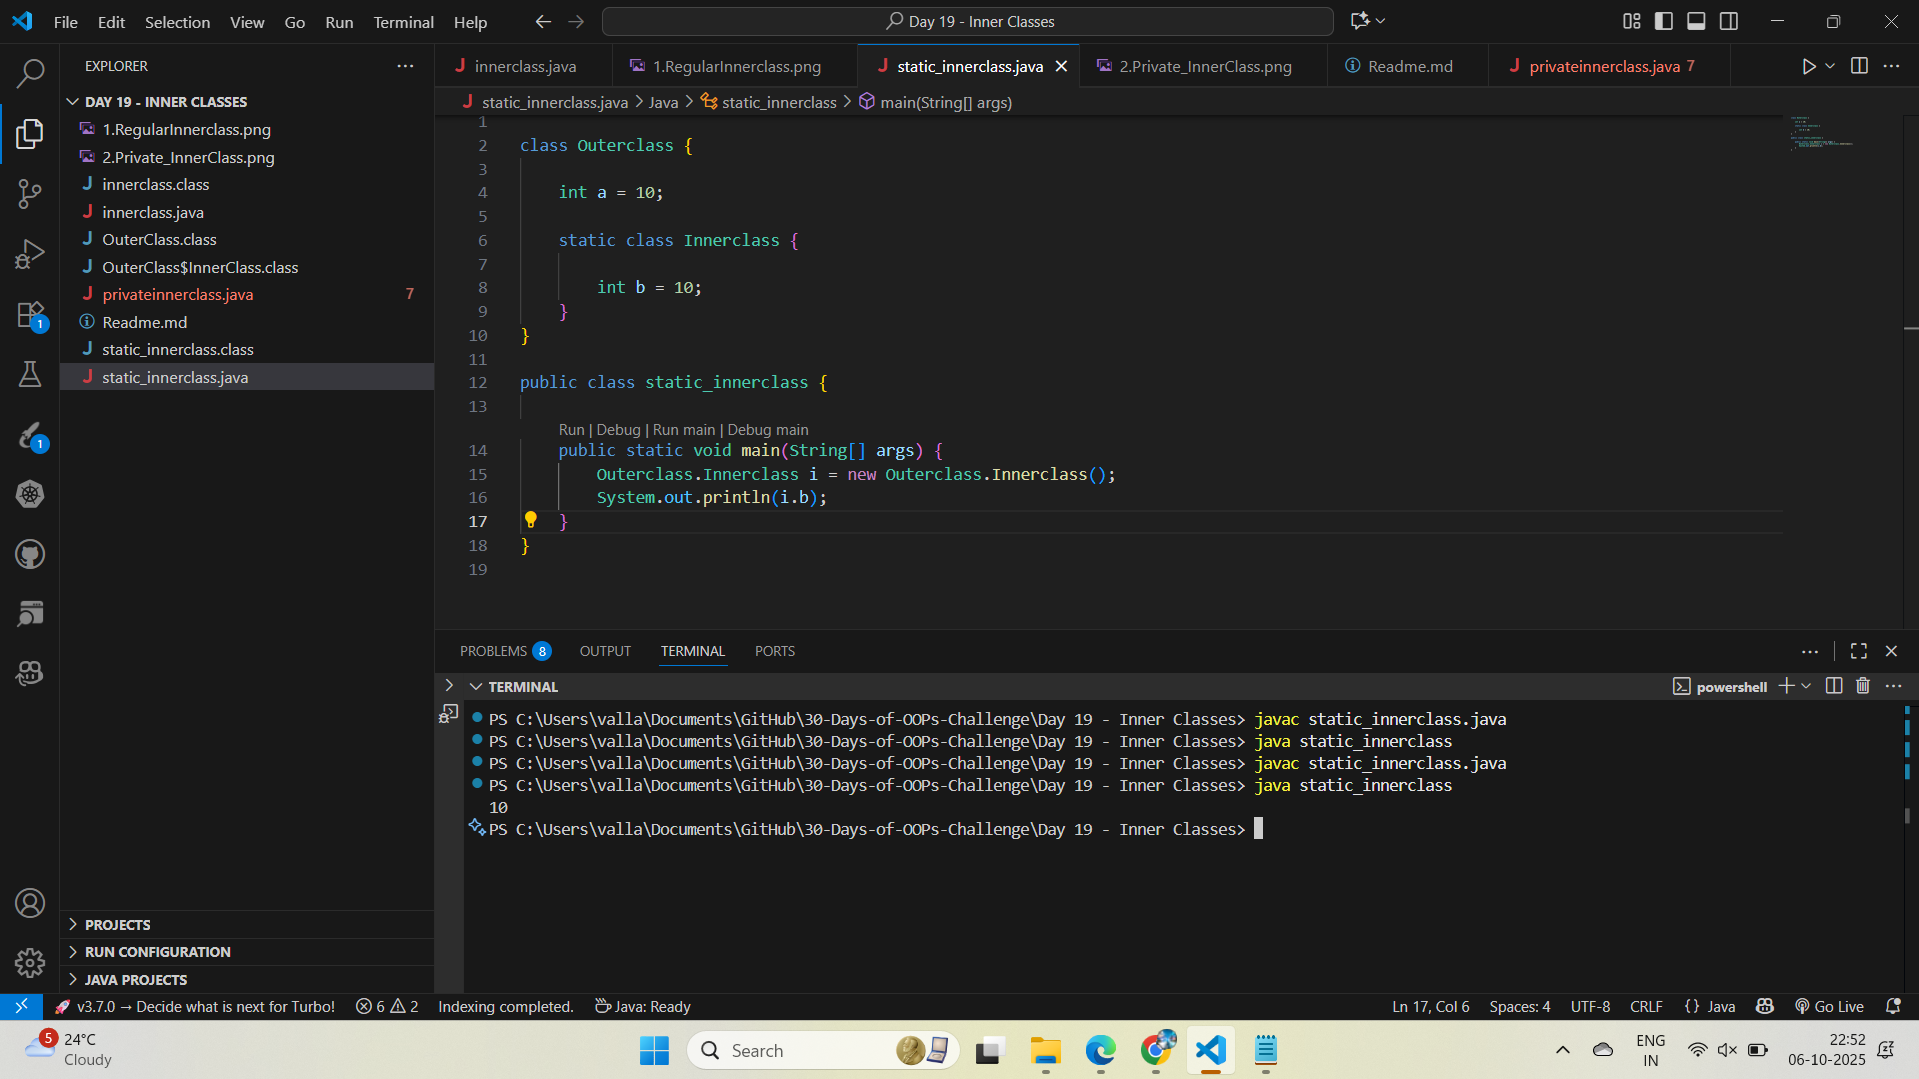 File Edit Selection View Go Run Terminal Help
Day 19 - Inner Classes
EXPLORER
DAY 19 - INNER CLASSES
1.RegularInnerclass.png
2.Private_InnerClass.png
innerclass.class
innerclass.java
OuterClass.class
OuterClass$InnerClass.class
privateinnerclass.java 7
Readme.md
static_innerclass.class
static_innerclass.java
1
1
PROJECTS
RUN CONFIGURATION
JAVA PROJECTS
innerclass.java 1.RegularInnerclass.png static_innerclass.java 2.Private_InnerClass.png Readme.md privateinnerclass.java 7
static_innerclass.java > Java > static_innerclass > main(String[] args)
1
2 class Outerclass {
3
4 int a = 10;
5
6 static class Innerclass {
7
8 int b = 10;
9 }
10 }
11
12 public class static_innerclass {
13
Run | Debug | Run main | Debug main
14 public static void main(String[] args) {
15 Outerclass.Innerclass i = new Outerclass.Innerclass();
16 System.out.println(i.b);
17 }
18 }
19
PROBLEMS 8 OUTPUT TERMINAL PORTS
TERMINAL
powershell
PS C:\Users\valla\Documents\GitHub\30-Days-of-OOPs-Challenge\Day 19 - Inner Classes> javac static_innerclass.java
PS C:\Users\valla\Documents\GitHub\30-Days-of-OOPs-Challenge\Day 19 - Inner Classes> java static_innerclass
PS C:\Users\valla\Documents\GitHub\30-Days-of-OOPs-Challenge\Day 19 - Inner Classes> javac static_innerclass.java
PS C:\Users\valla\Documents\GitHub\30-Days-of-OOPs-Challenge\Day 19 - Inner Classes> java static_innerclass
10
PS C:\Users\valla\Documents\GitHub\30-Days-of-OOPs-Challenge\Day 19 - Inner Classes>
v3.7.0 → Decide what is next for Turbo! 6 2 Indexing completed. Java: Ready
Ln 17, Col 6 Spaces: 4 UTF-8 CRLF {} Java Go Live
5
24°C
Cloudy
Search
ENG
IN
22:52
06-10-2025